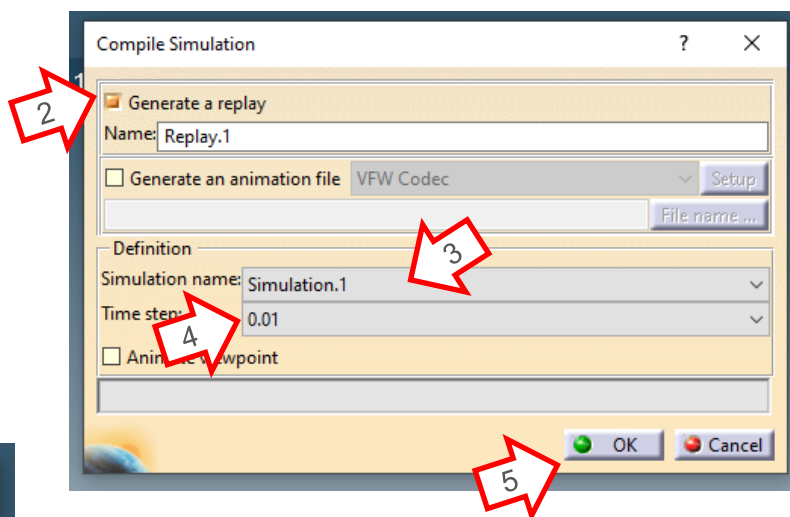 Compile Simulation ? X
1
2
Generate a replay
Name: Replay.1
Generate an animation file VFW Codec Setup
File name ...
Definition
3
Simulation name: Simulation.1
Time step: 0.01
4
viewpoint
OK Cancel
5